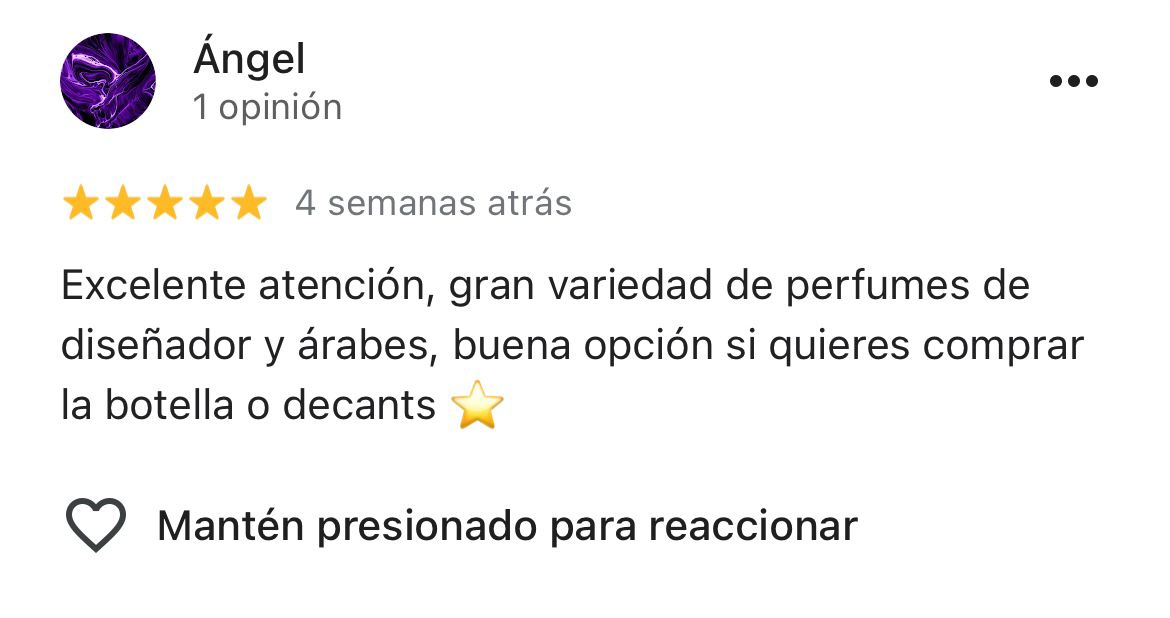 Ángel
1 opinión
4 semanas atrás
Excelente atención, gran variedad de perfumes de
diseñador y árabes, buena opción si quieres comprar
la botella o decants ⭐
Mantén presionado para reaccionar